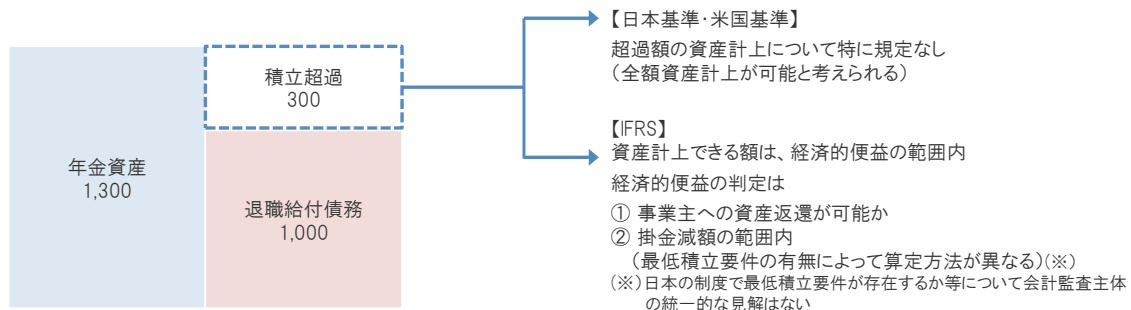 年金資産
1,300
積立超過
300
退職給付債務
1,000
【日本基準・米国基準】
超過額の資産計上について特に規定なし
（全額資産計上が可能と考えられる）
【IFRS】
資産計上できる額は、経済的便益の範囲内
経済的便益の判定は
① 事業主への資産返還が可能か
② 掛金減額の範囲内
（最低積立要件の有無によって算定方法が異なる）(※)
(※)日本の制度で最低積立要件が存在するか等について会計監査主体
の統一的な見解はない